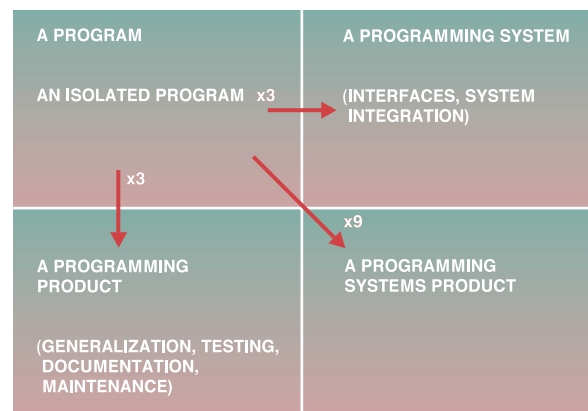 A PROGRAM
AN ISOLATED PROGRAM x3
A PROGRAMMING SYSTEM
(INTERFACES, SYSTEM
INTEGRATION)
x3
x9
A PROGRAMMING
PRODUCT
(GENERALIZATION, TESTING,
DOCUMENTATION,
MAINTENANCE)
A PROGRAMMING
SYSTEMS PRODUCT